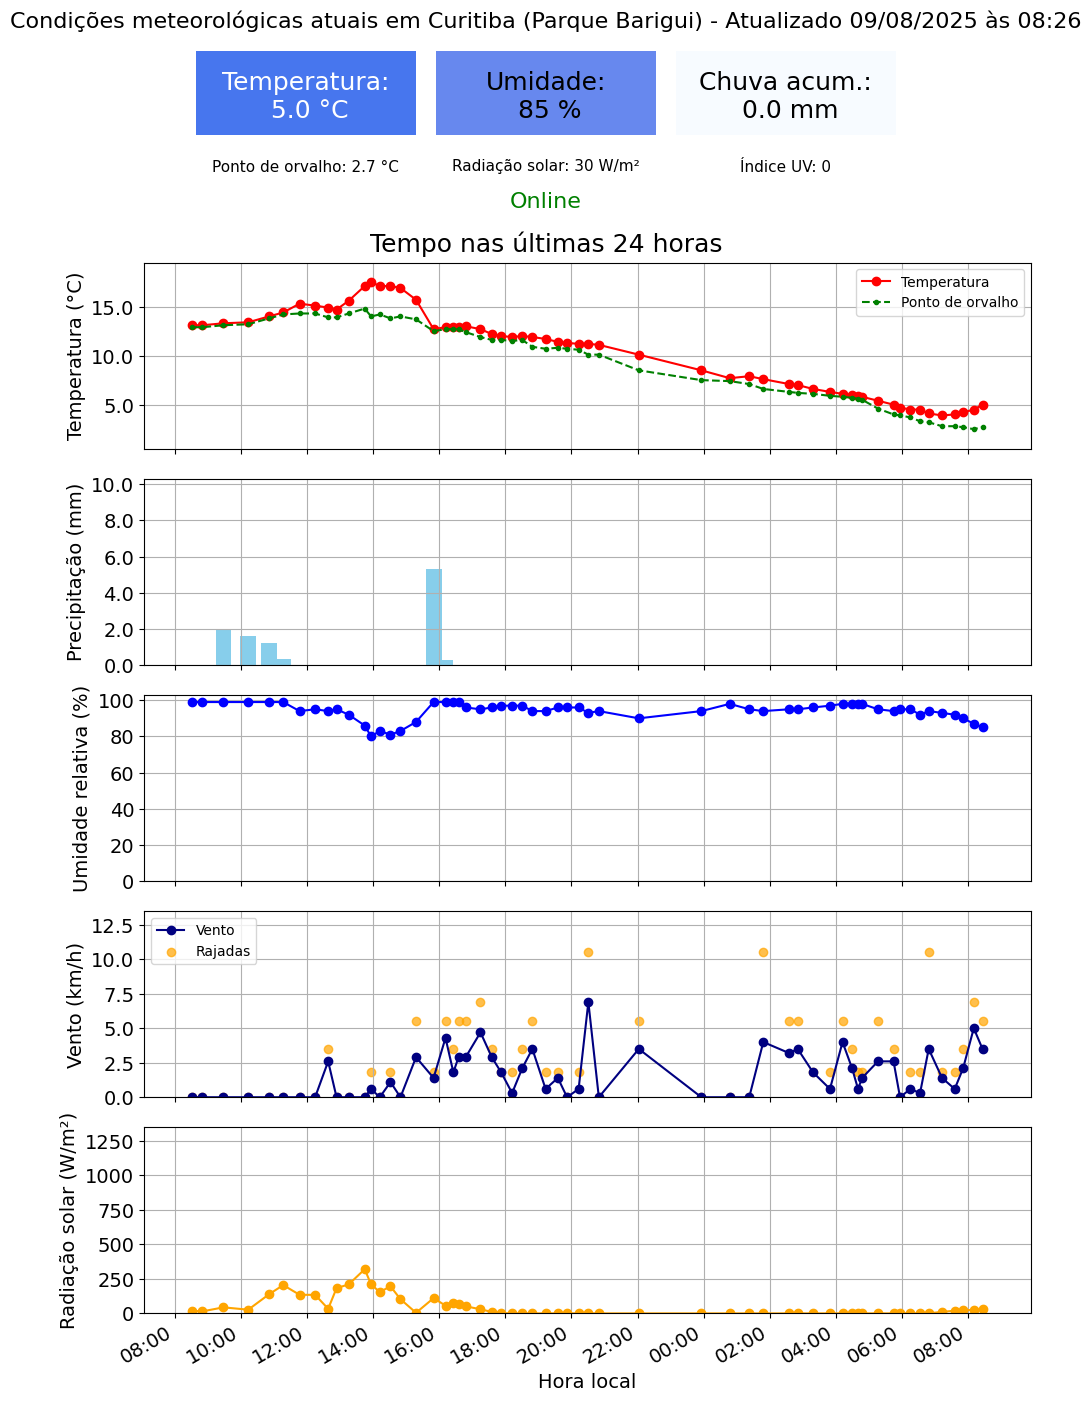 Condições meteorológicas atuais em Curitiba (Parque Barigui) - Atualizado 09/08/2025 às 08:26
Temperatura:
5.0 °C
Umidade:
85 %
Chuva acum.:
0.0 mm
Ponto de orvalho: 2.7 °C
Radiação solar: 30 W/m²
Índice UV: 0
Online
Tempo nas últimas 24 horas
Temperatura (°C)
15.0
10.0
5.0
Temperatura
Ponto de orvalho
Precipitação (mm)
10.0
8.0
6.0
4.0
2.0
0.0
Umidade relativa (%)
100
80
60
40
20
0
Vento (km/h)
12.5
10.0
7.5
5.0
2.5
0.0
Vento
Rajadas
Radiação solar (W/m²)
1250
1000
750
500
250
0
08:00
10:00
12:00
14:00
16:00
18:00
20:00
22:00
00:00
02:00
04:00
06:00
08:00
Hora local